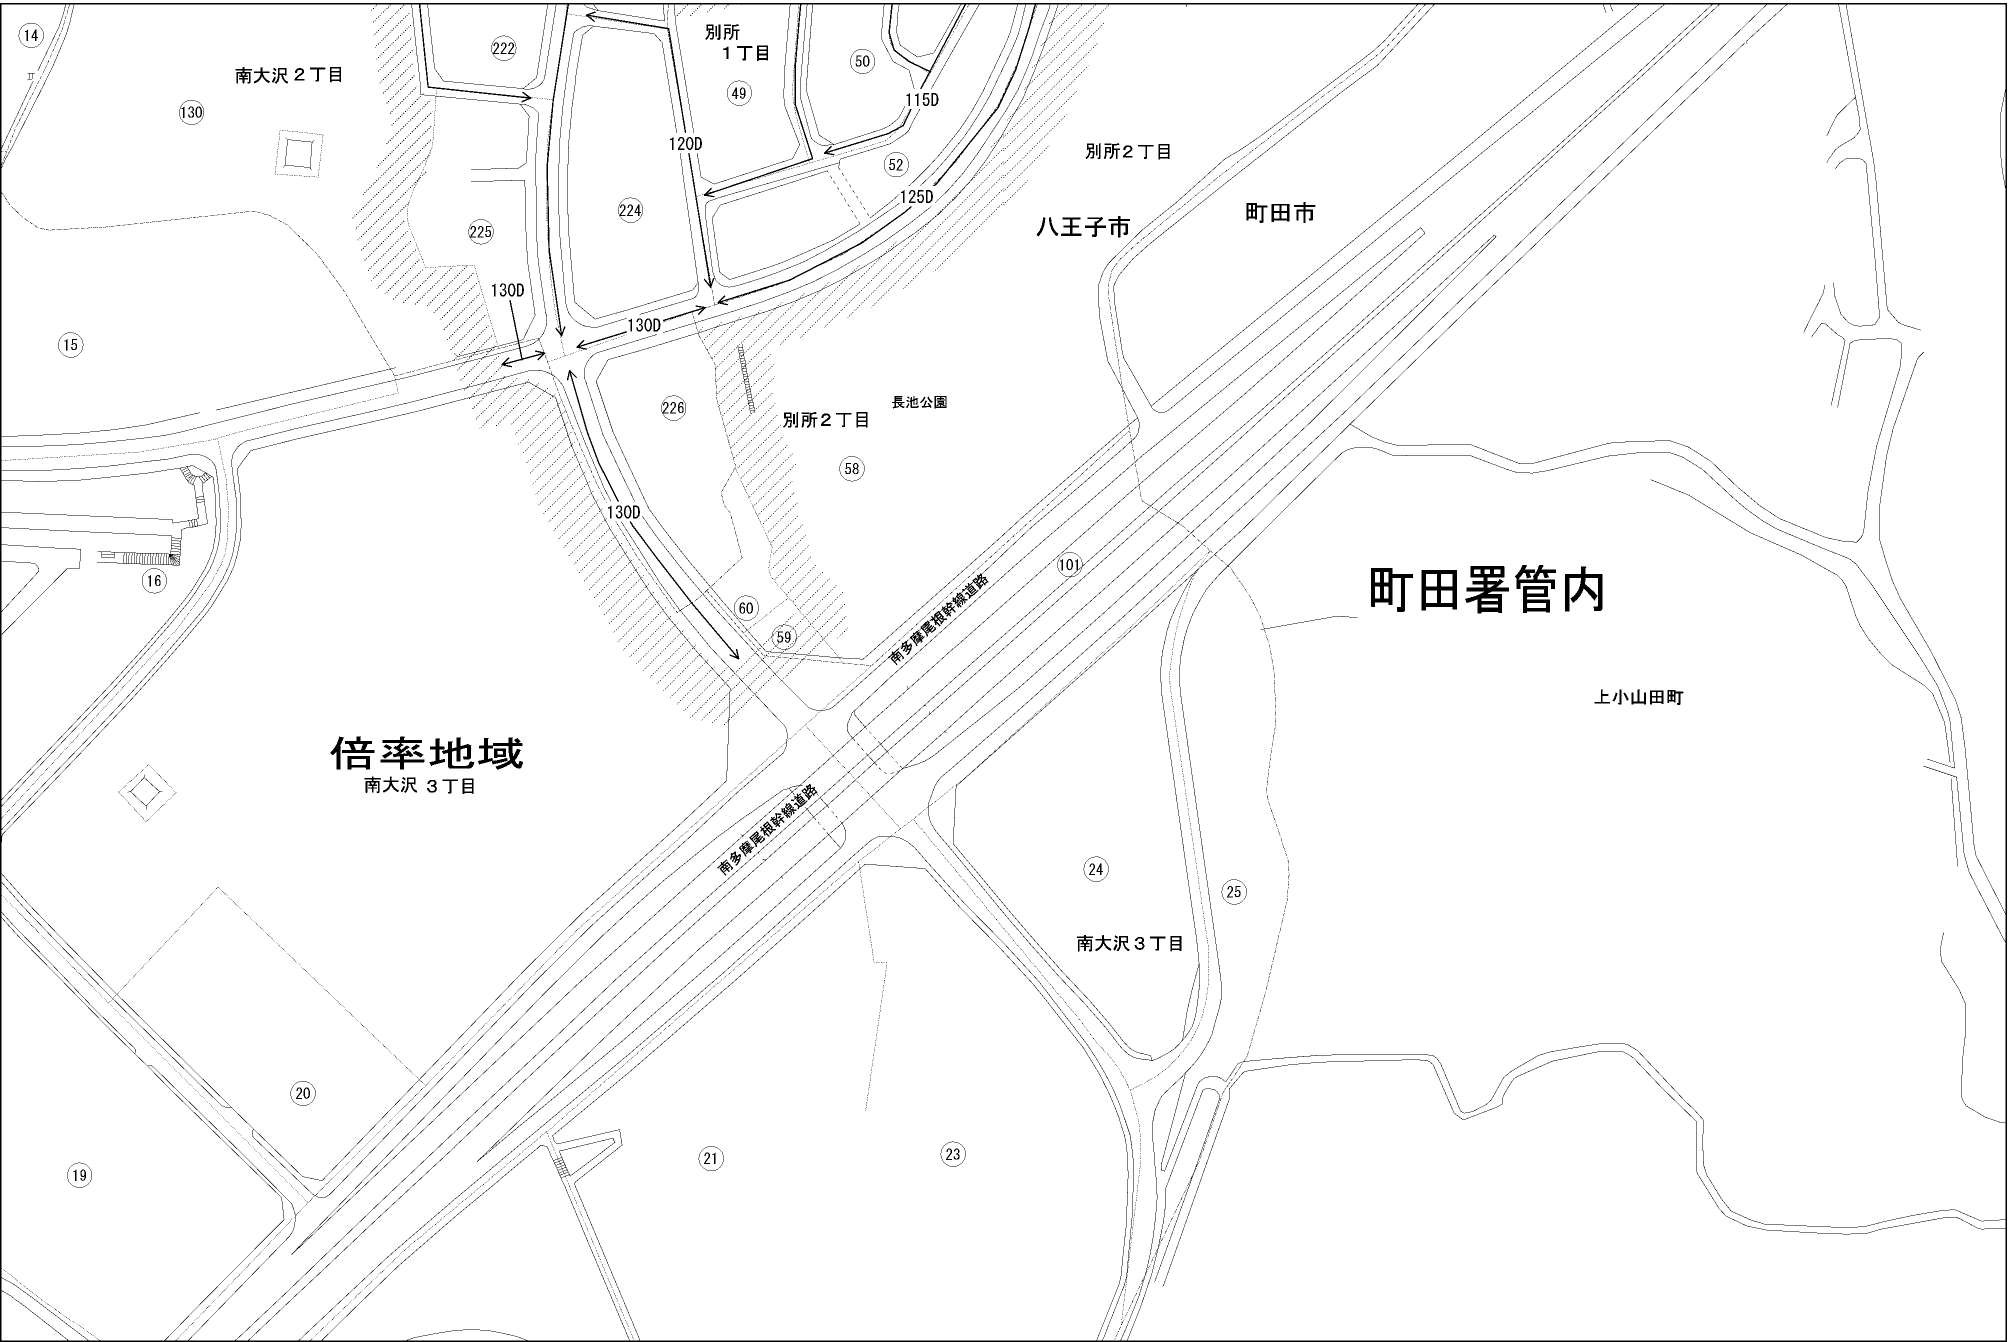 14
南大沢２丁目
130
222
別所
１丁目
50
49
115D
120D
52
別所２丁目
125D
224
八王子市
町田市
225
130D
130D
15
226
長池公園
別所２丁目
58
130D
101
16
60
59
南多摩尾根幹線道路
町田署管内
上小山田町
倍率地域
南大沢 ３丁目
南多摩尾根幹線道路
24
25
南大沢３丁目
20
19
21
23